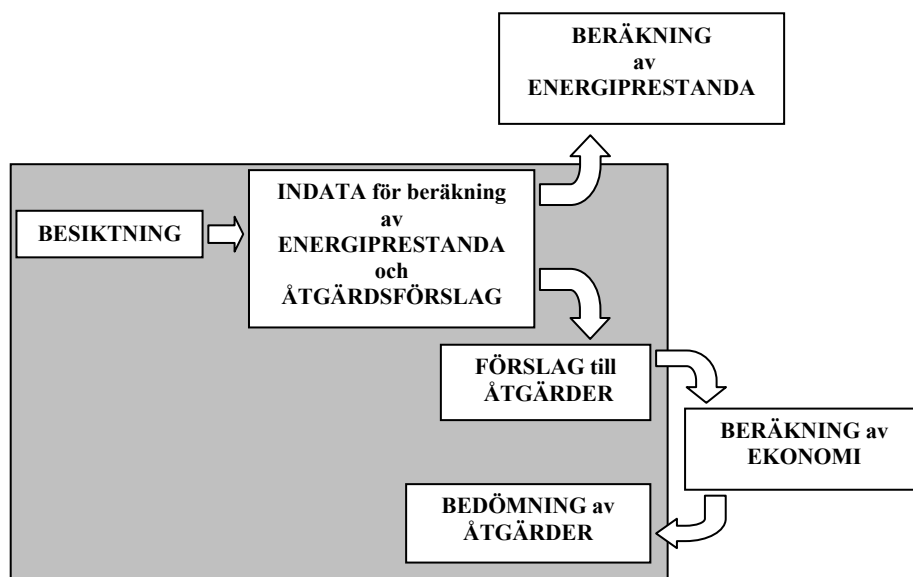 BERÄKNING
av
ENERGIPRESTANDA
BESIKTNING
INDATA för beräkning
av
ENERGIPRESTANDA
och
ÅTGÄRDSFÖRSLAG
FÖRSLAG till
ÅTGÄRDER
BERÄKNING av
EKONOMI
BEDÖMNING av
ÅTGÄRDER